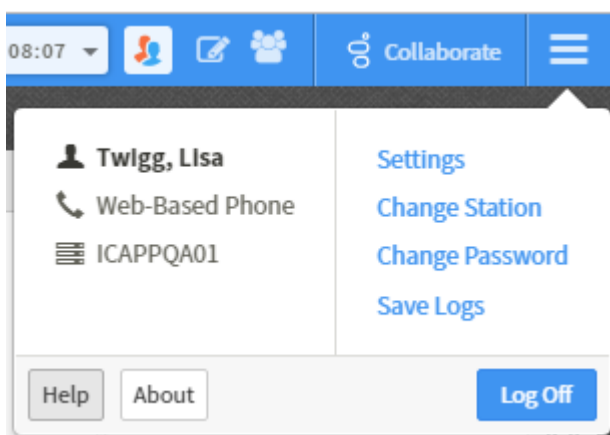 08:07
Collaborate
Twigg, Lisa
Web-Based Phone
ICAPPQA01
Settings
Change Station
Change Password
Save Logs
Help
About
Log Off